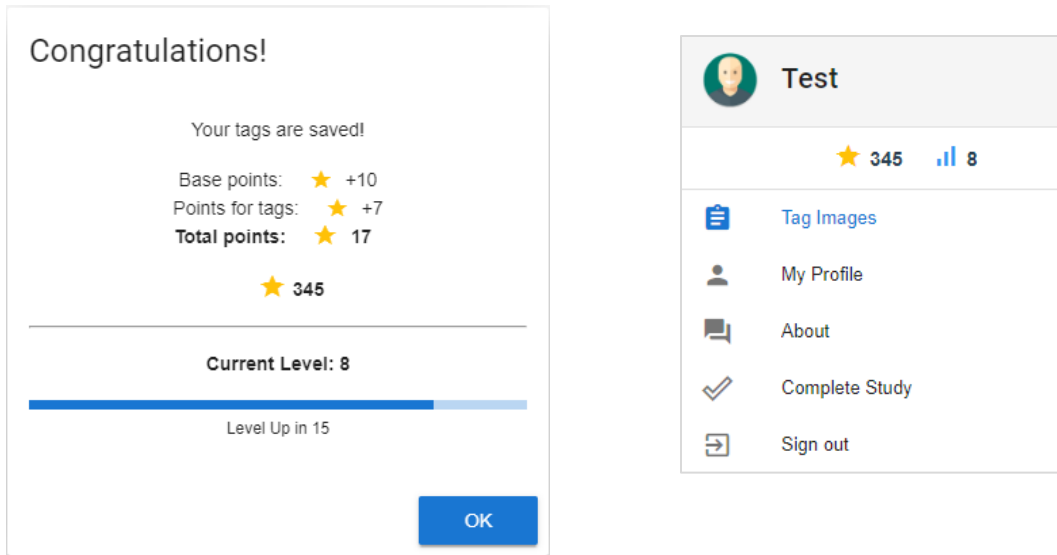 Congratulations!
Your tags are saved!
Base points: +10
Points for tags: +7
Total points: 17
345
Current Level: 8
Level Up in 15
OK
Test
345 8
Tag Images
My Profile
About
Complete Study
Sign out